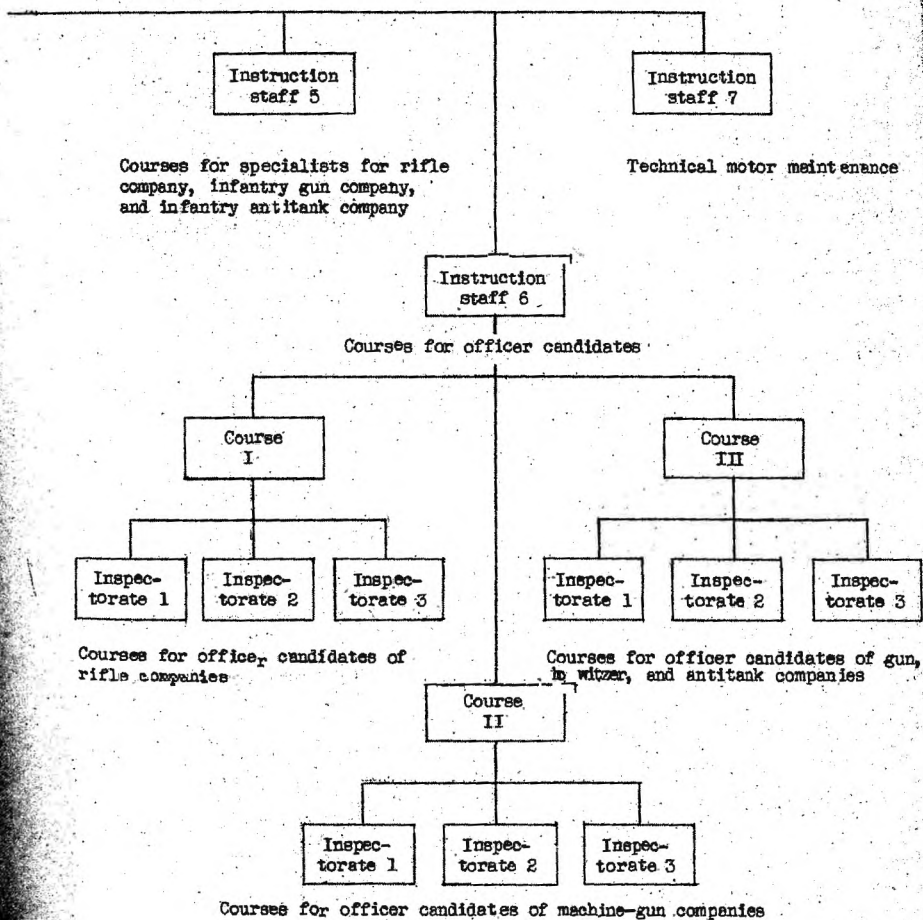 Instruction
staff 5
Instruction
staff 7
Courses for specialists for rifle
company, infantry gun company,
and infantry antitank company
Technical motor maintenance
Instruction
staff 6
Courses for officer candidates
Course
I
Course
III
Inspec-
torate 1
Inspec-
torate 2
Inspec-
torate 3
Inspec-
torate 1
Inspec-
torate 2
Inspec-
torate 3
Courses for officer candidates of
rifle companies
Courses for officer candidates of gun,
ho witzer, and antitank companies
Course
II
Inspec-
torate 1
Inspec-
torate 2
Inspec-
torate 3
Courses for officer candidates of machine-gun companies